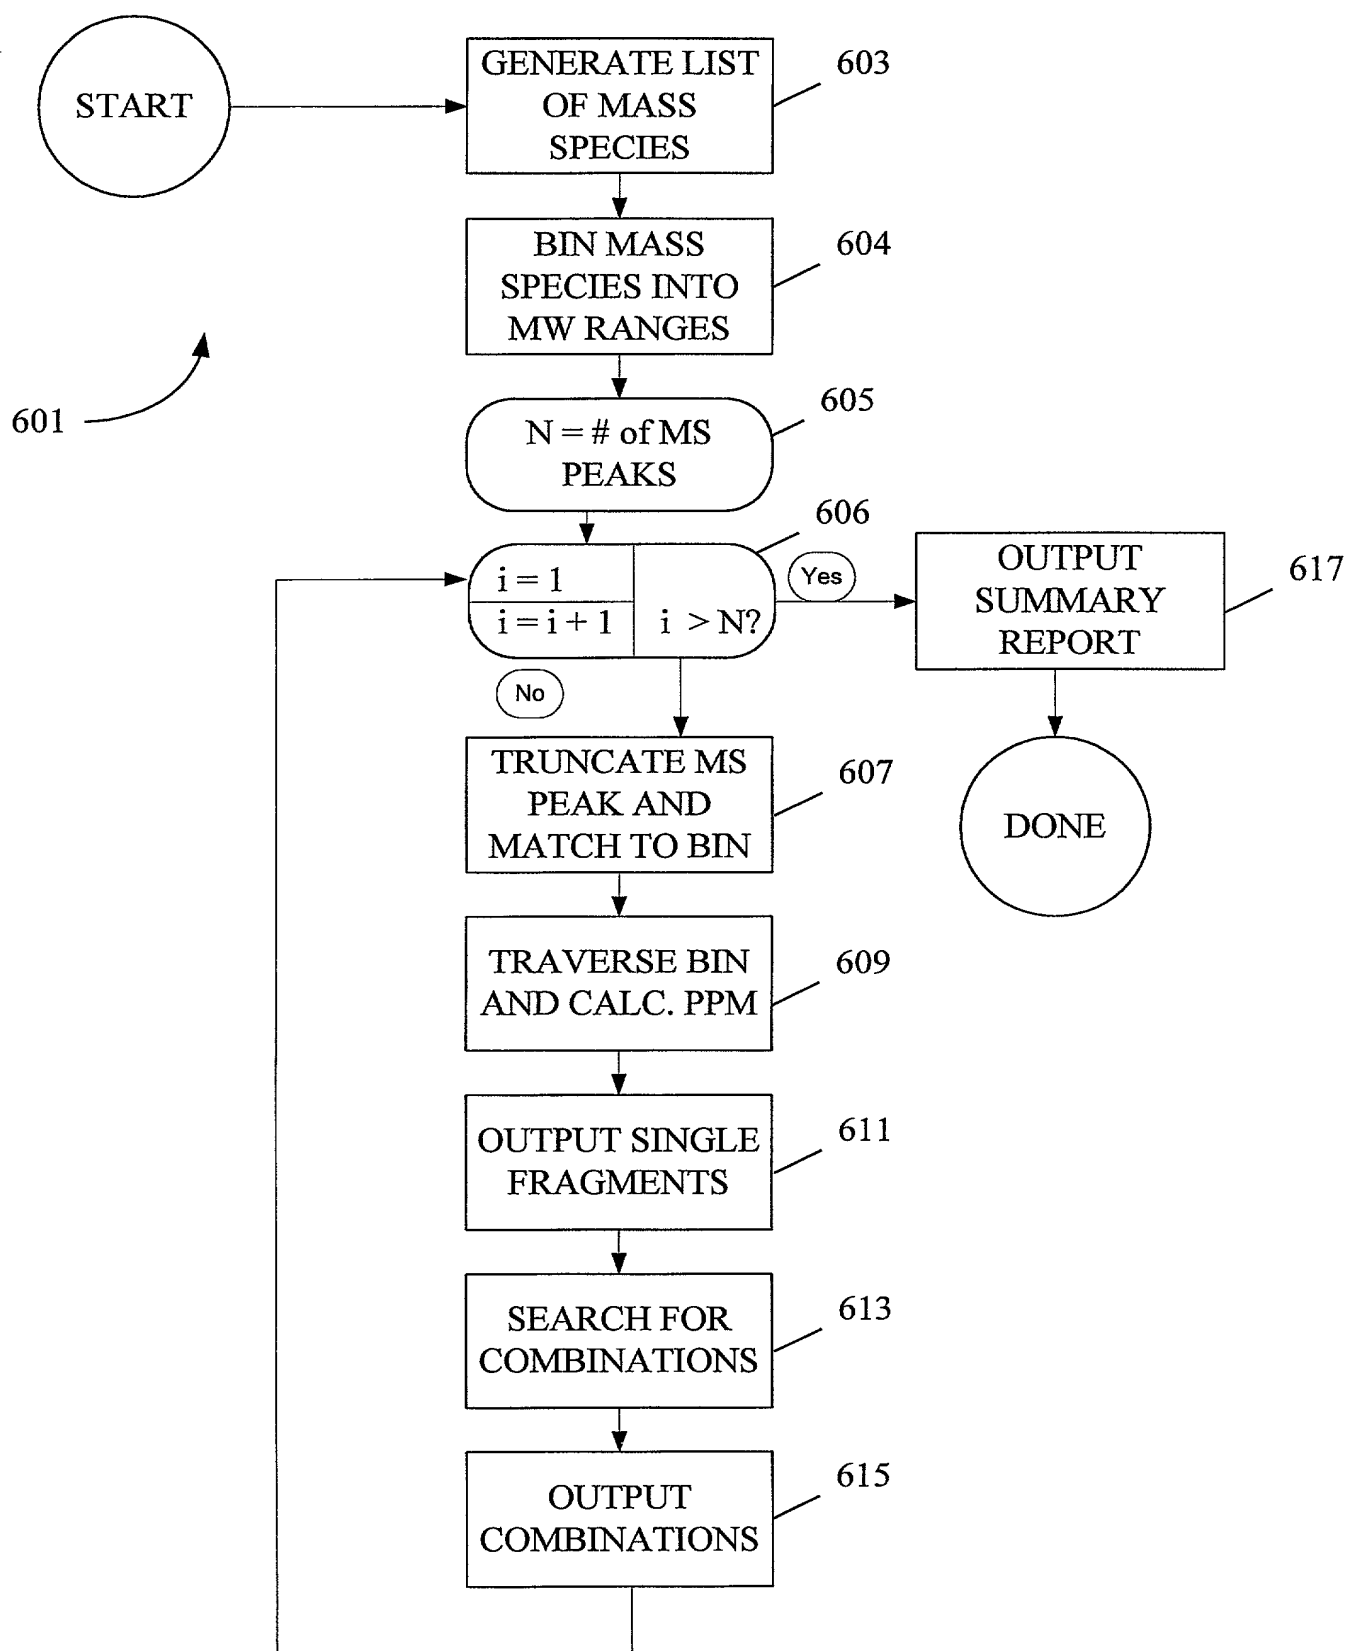 START
GENERATE LIST
OF MASS
SPECIES
603
BIN MASS
SPECIES INTO
MW RANGES
604
601
N = # of MS
PEAKS
605
606
i = 1
i = i + 1
i > N?
Yes
No
OUTPUT
SUMMARY
REPORT
617
DONE
TRUNCATE MS
PEAK AND
MATCH TO BIN
607
TRAVERSE BIN
AND CALC. PPM
609
OUTPUT SINGLE
FRAGMENTS
611
SEARCH FOR
COMBINATIONS
613
OUTPUT
COMBINATIONS
615